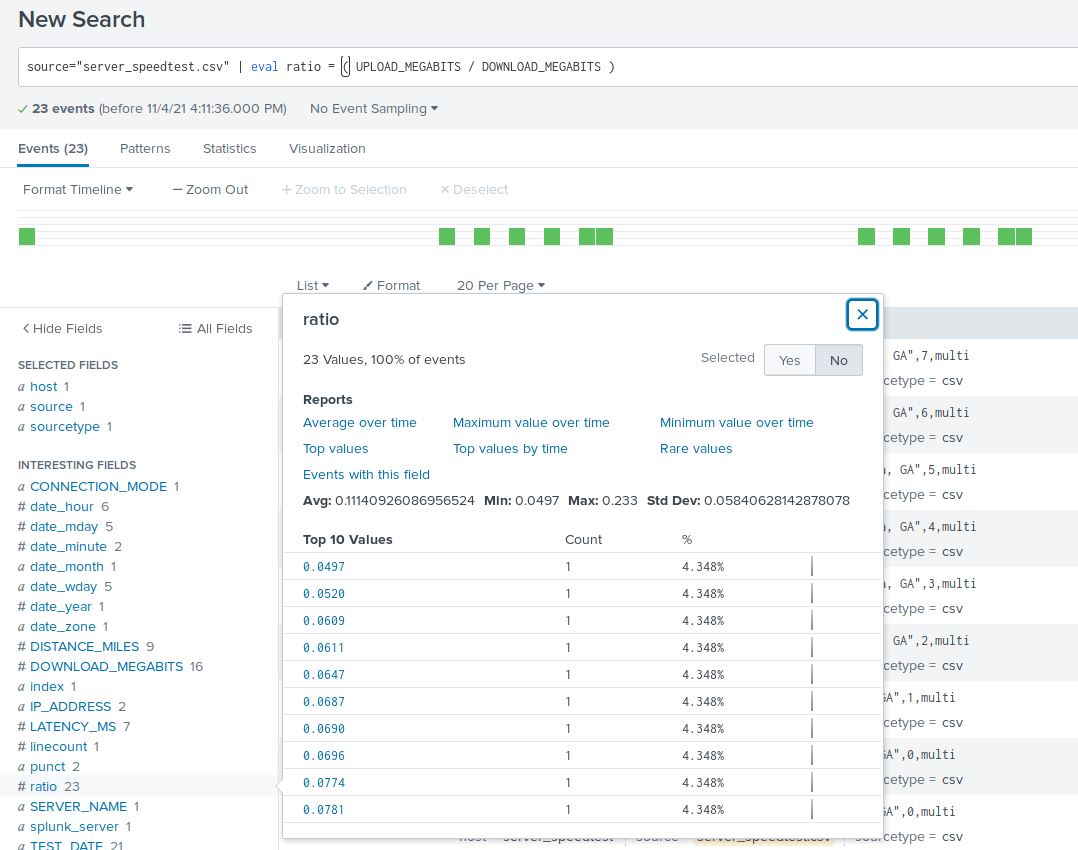 New Search
source="server_speedtest.csv" | eval ratio = ( UPLOAD_MEGABITS / DOWNLOAD_MEGABITS )
✓ 23 events (before 11/4/21 4:11:36.000 PM) No Event Sampling
Events (23) Patterns Statistics Visualization
Format Timeline — Zoom Out + Zoom to Selection × Deselect
List Format 20 Per Page
< Hide Fields All Fields
SELECTED FIELDS
a host 1
a source 1
a sourcetype 1
INTERESTING FIELDS
a CONNECTION_MODE 1
# date_hour 6
# date_mday 5
# date_minute 2
a date_month 1
a date_wday 5
# date_year 1
a date_zone 1
# DISTANCE_MILES 9
# DOWNLOAD_MEGABITS 16
a index 1
a IP_ADDRESS 2
# LATENCY_MS 7
# linecount 1
a punct 2
# ratio 23
a SERVER_NAME 1
a splunk_server 1
a TEST_DATE 21
ratio
23 Values, 100% of events Selected Yes No
Reports
Average over time Maximum value over time Minimum value over time
Top values Top values by time Rare values
Events with this field
Avg: 0.11140926086956524 Min: 0.0497 Max: 0.233 Std Dev: 0.05840628142878078
Top 10 Values Count %
0.0497 1 4.348%
0.0520 1 4.348%
0.0609 1 4.348%
0.0611 1 4.348%
0.0647 1 4.348%
0.0687 1 4.348%
0.0690 1 4.348%
0.0696 1 4.348%
0.0774 1 4.348%
0.0781 1 4.348%
GA",7,multi
cetype = csv
GA",6,multi
cetype = csv
a, GA",5,multi
cetype = csv
a, GA",4,multi
cetype = csv
a, GA",3,multi
cetype = csv
GA",2,multi
cetype = csv
GA",1,multi
cetype = csv
GA",0,multi
cetype = csv
GA",0,multi
host = server_speedtest source = server_speedtest.csv sourcetype = csv